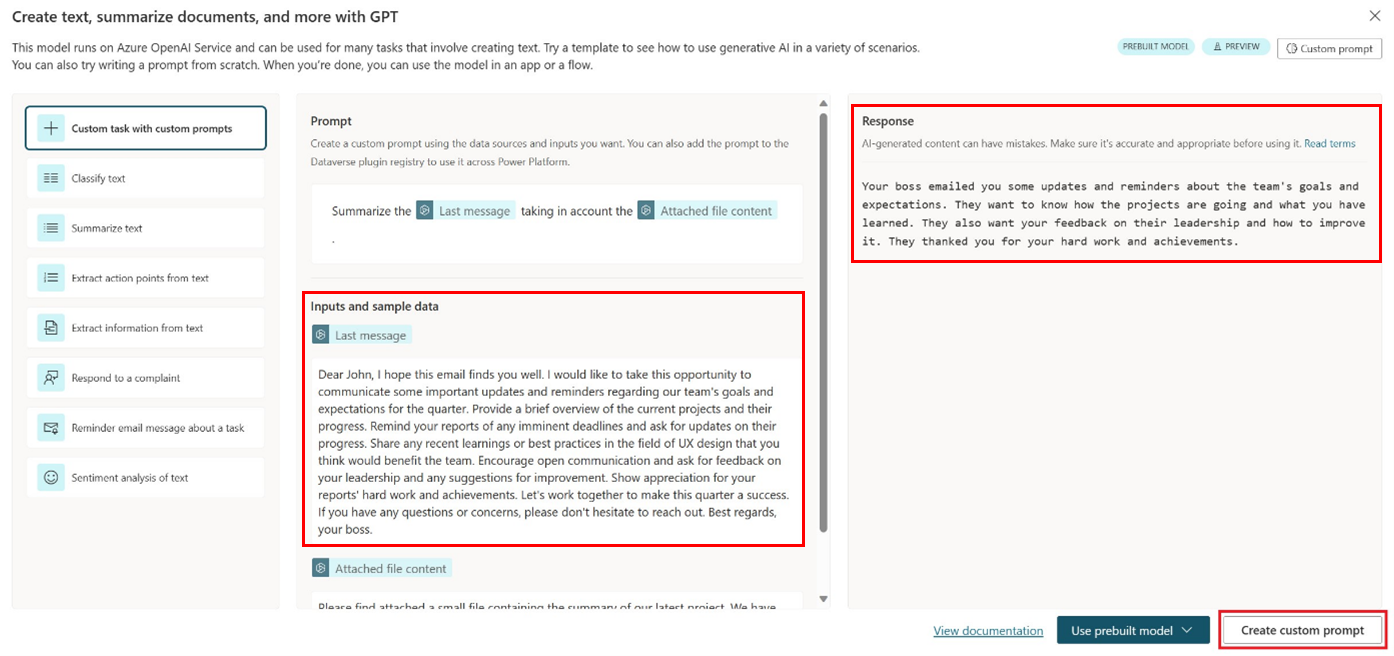 Create text, summarize documents, and more with GPT
This model runs on Azure OpenAI Service and can be used for many tasks that involve creating text. Try a template to see how to use generative AI in a variety of scenarios.
You can also try writing a prompt from scratch. When you're done, you can use the model in an app or a flow.
PREBUILT MODEL
PREVIEW
Custom prompt
Custom task with custom prompts
Classify text
Summarize text
Extract action points from text
Extract information from text
Respond to a complaint
Reminder email message about a task
Sentiment analysis of text
Prompt
Create a custom prompt using the data sources and inputs you want. You can also add the prompt to the
Dataverse plugin registry to use it across Power Platform.
Summarize the Last message taking in account the Attached file content
.
Inputs and sample data
Last message
Dear John, I hope this email finds you well. I would like to take this opportunity to
communicate some important updates and reminders regarding our team's goals and
expectations for the quarter. Provide a brief overview of the current projects and their
progress. Remind your reports of any imminent deadlines and ask for updates on their
progress. Share any recent learnings or best practices in the field of UX design that you
think would benefit the team. Encourage open communication and ask for feedback on
your leadership and any suggestions for improvement. Show appreciation for your
reports' hard work and achievements. Let's work together to make this quarter a success.
If you have any questions or concerns, please don't hesitate to reach out. Best regards,
your boss.
Attached file content
Please find attached a small file containing the summary of our latest project. We have
Response
AI-generated content can have mistakes. Make sure it's accurate and appropriate before using it. Read terms
Your boss emailed you some updates and reminders about the team's goals and
expectations. They want to know how the projects are going and what you have
learned. They also want your feedback on their leadership and how to improve
it. They thanked you for your hard work and achievements.
View documentation
Use prebuilt model
Create custom prompt